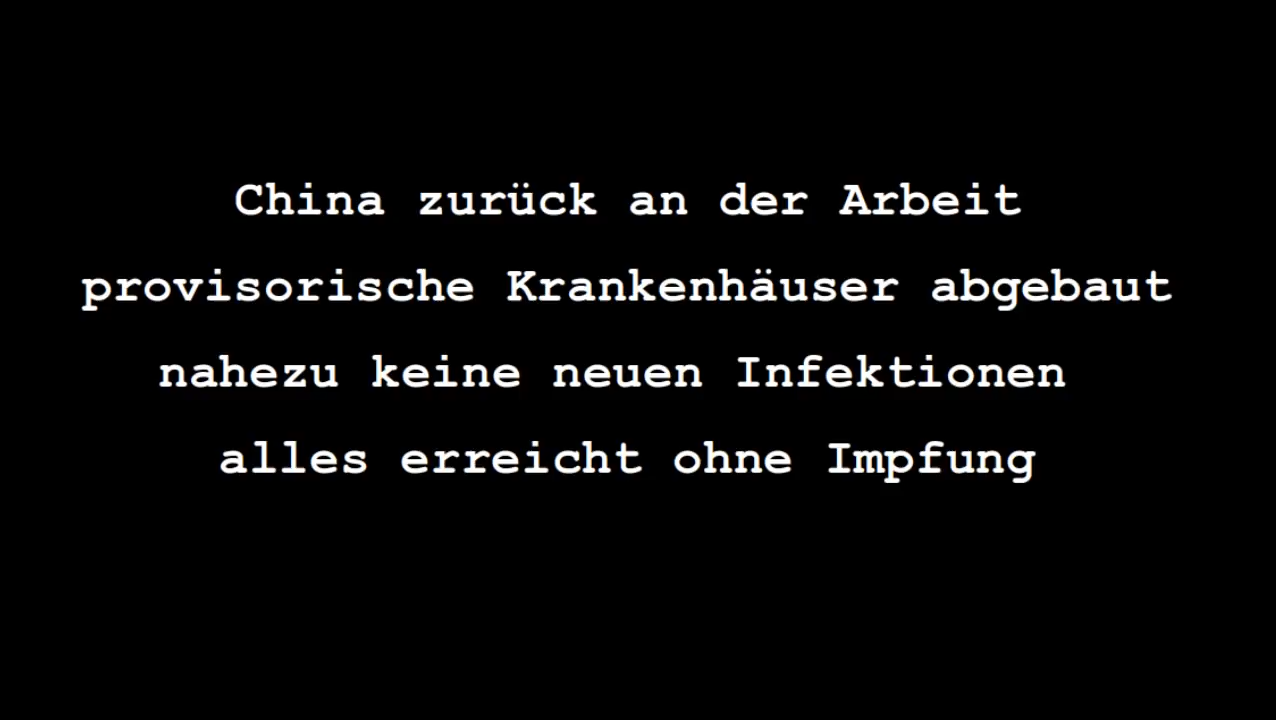 China zurück an der Arbeit
provisorische Krankenhäuser abgebaut
nahezu keine neuen Infektionen
alles erreicht ohne Impfung